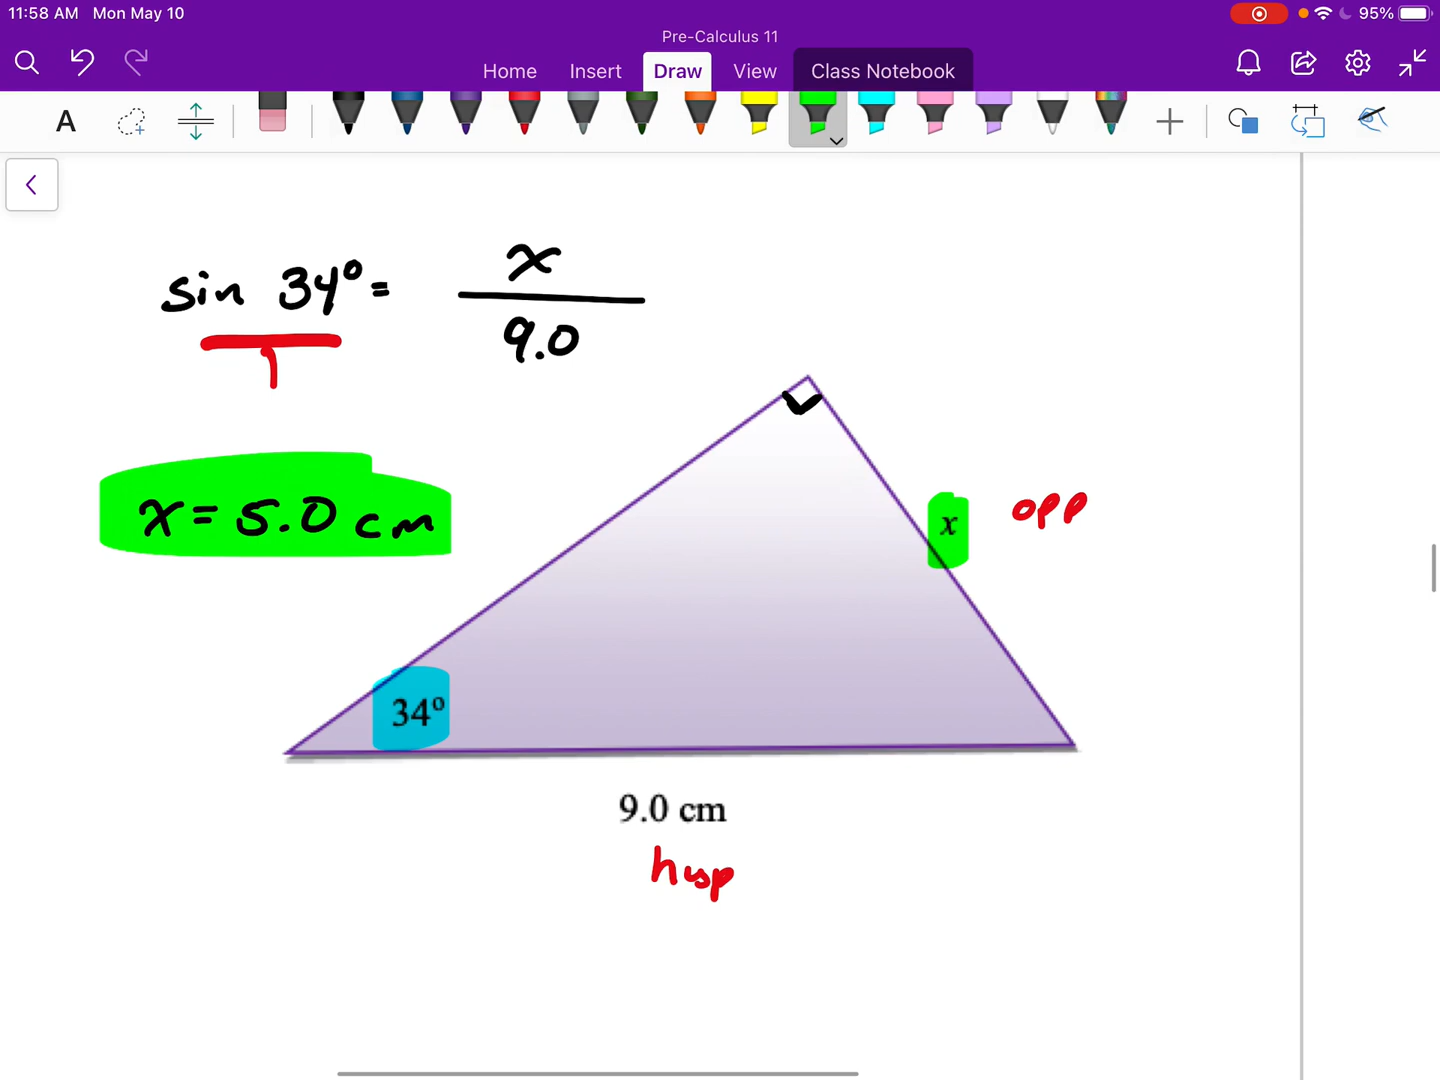 11:58 AM Mon May 10
95%
Pre-Calculus 11
Home Insert Draw View Class Notebook
A
sin 34° = x
9.0
1
x = 5.0 cm
x opp
34°
9.0 cm
hyp